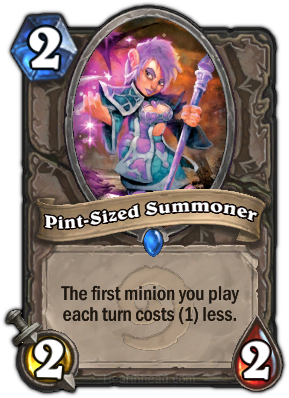 2
Pint-Sized Summoner
The first minion you play
each turn costs (1) less.
2
2